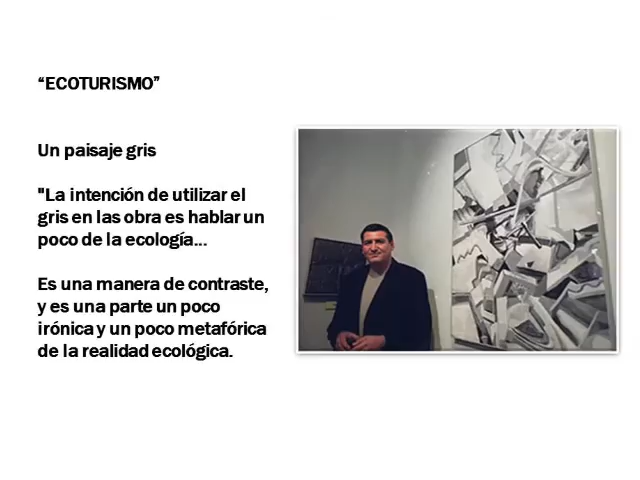 “ECOTURISMO”
Un paisaje gris
"La intención de utilizar el
gris en las obra es hablar un
poco de la ecología...
Es una manera de contraste,
y es una parte un poco
irónica y un poco metafórica
de la realidad ecológica.